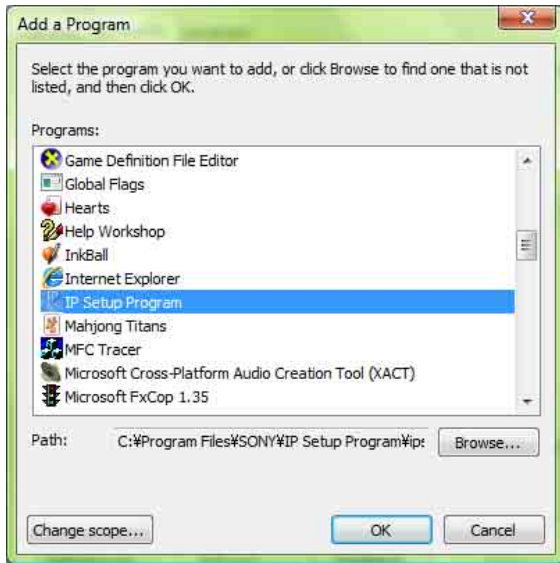 Add a Program
Select the program you want to add, or click Browse to find one that is not
listed, and then click OK.
Programs:
Game Definition File Editor
Global Flags
Hearts
Help Workshop
InkBall
Internet Explorer
IP Setup Program
Mahjong Titans
MFC Tracer
Microsoft Cross-Platform Audio Creation Tool (XACT)
Microsoft FxCop 1.35
Path: C:¥Program Files¥SONY¥IP Setup Program¥ips Browse...
Change scope... OK Cancel